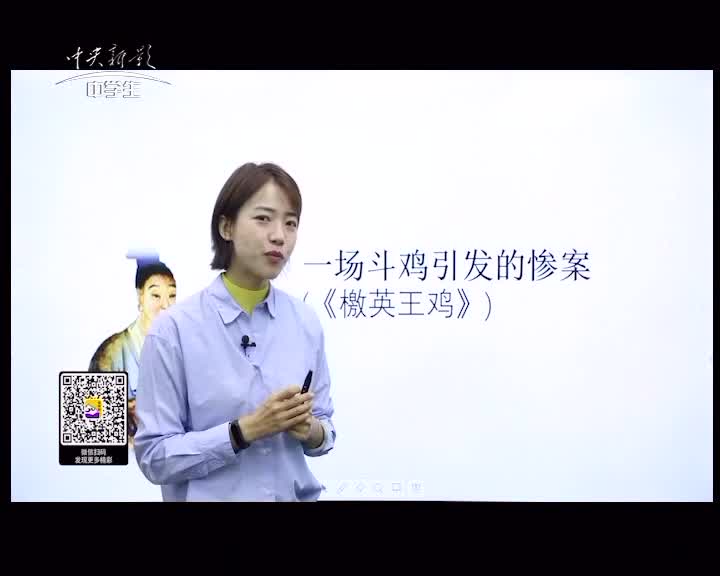 中央新影
中学生
一场斗鸡引发的惨案
(《檄英王鸡》)
微信扫码
发现更多精彩